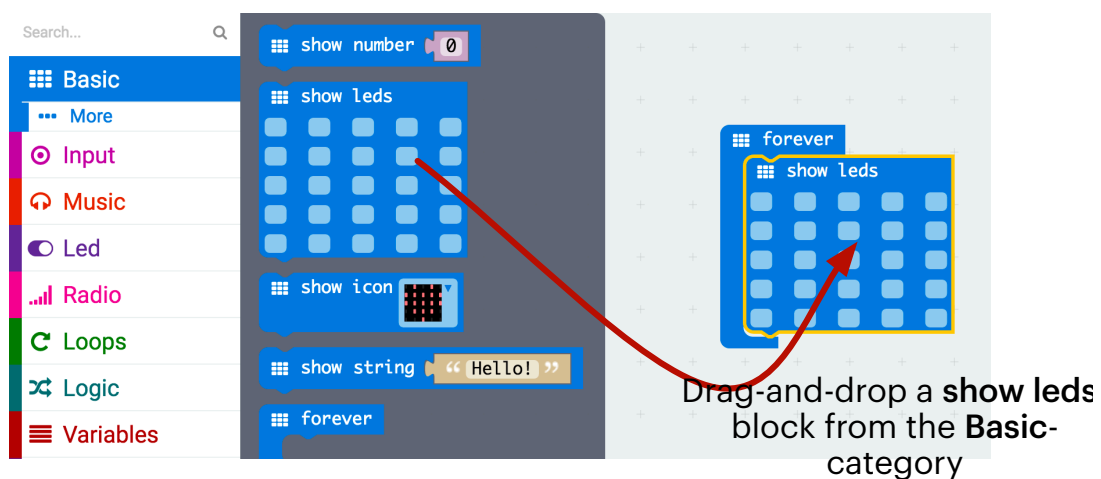 Search...
Basic
More
Input
Music
Led
Radio
Loops
Logic
Variables
show number 0
show leds
show icon
show string “ Hello! ”
forever
forever
show leds
Drag-and-drop a show leds
block from the Basic-
category